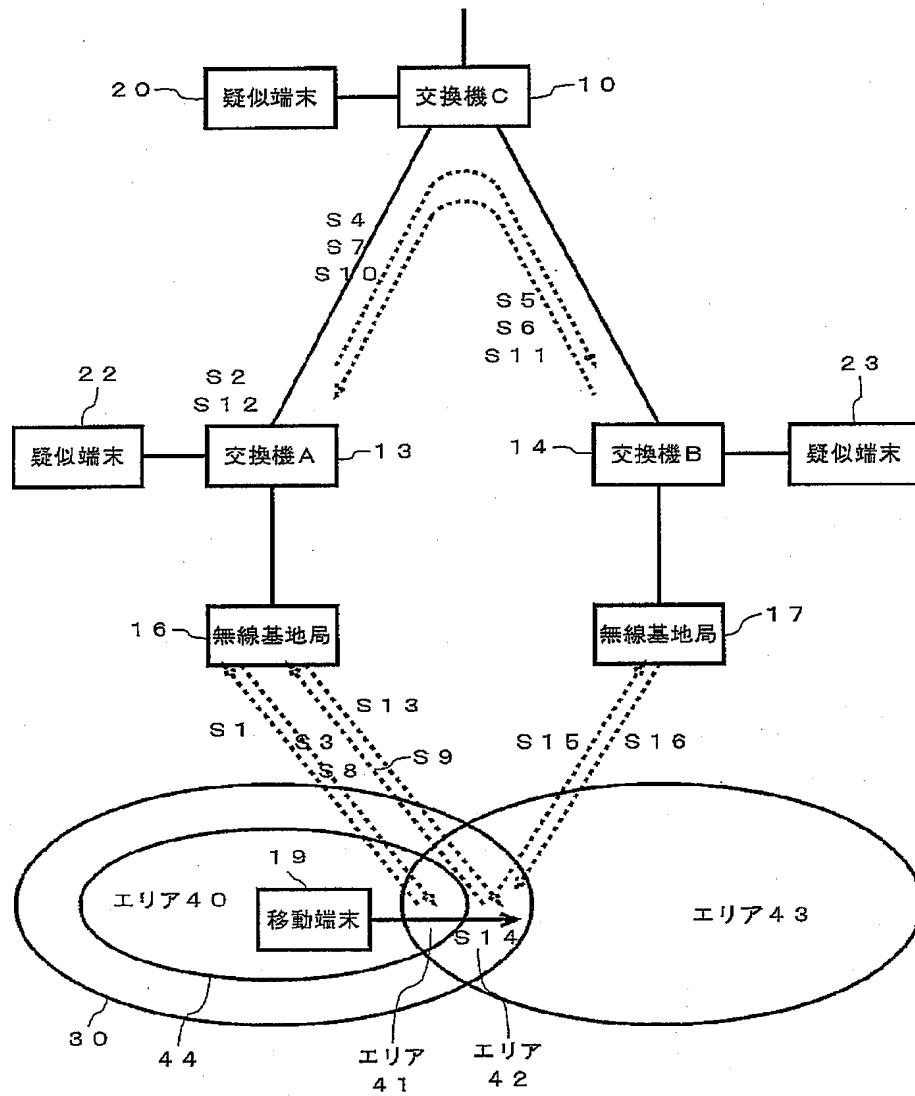 ２０
疑似端末
交換機Ｃ
１０
Ｓ４
Ｓ７
Ｓ１０
Ｓ５
Ｓ６
Ｓ１１
２２
Ｓ２
Ｓ１２
２３
疑似端末
交換機Ａ
１３
１４
交換機Ｂ
疑似端末
１６
無線基地局
無線基地局
１７
Ｓ１
Ｓ３
Ｓ８
Ｓ１３
Ｓ９
Ｓ１５
Ｓ１６
１９
エリア４０
移動端末
エリア４３
Ｓ１４
３０
４４
エリア
４１
エリア
４２